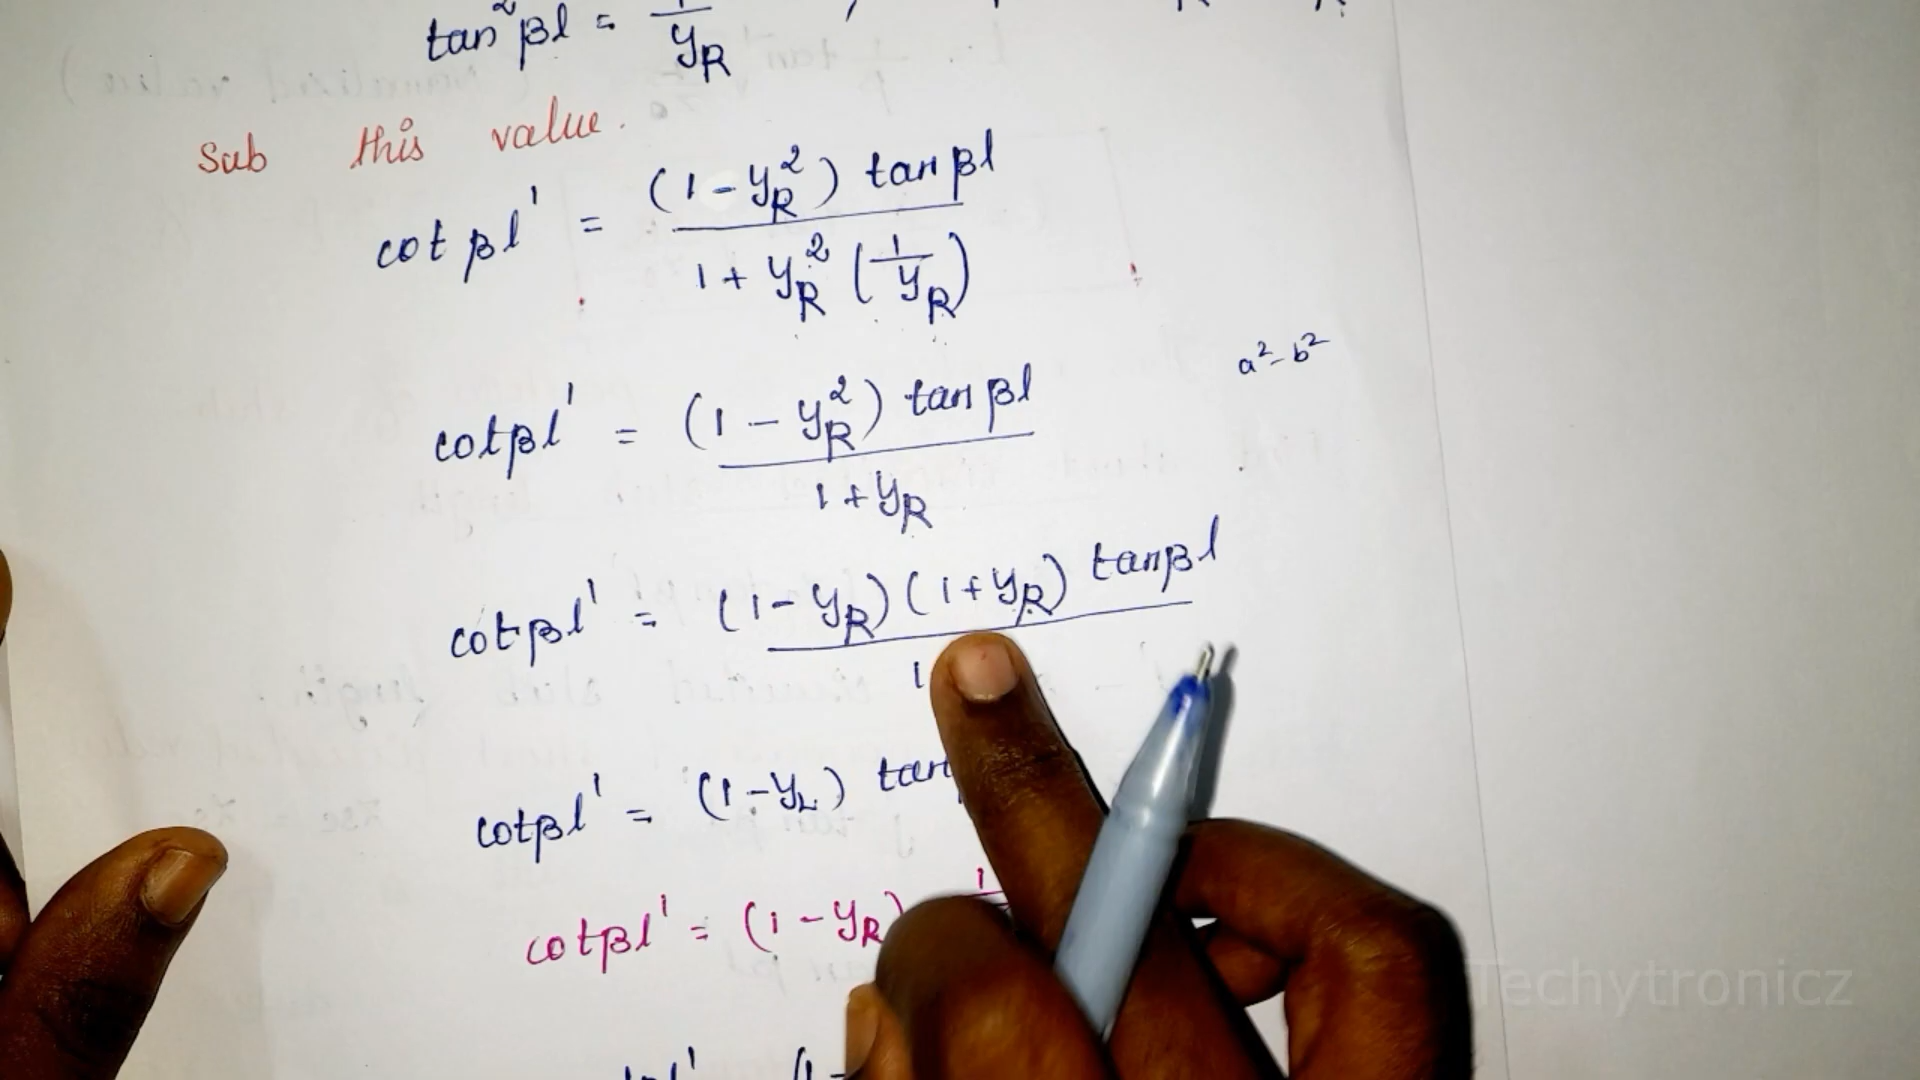 tan²βl = 1/y_R ,
Sub this value.
cot βl' = (1 - y_R²) tan βl / 1 + y_R² (1/y_R)
a² - b²
cotβl' = (1 - y_R²) tan βl / 1 + y_R
cotβl' = (1 - y_R) (1 + y_R) tanβl / 1
cotβl' = (1 - y_L) tan
cotβl' = (1 - y_R) 1
Techytronicz